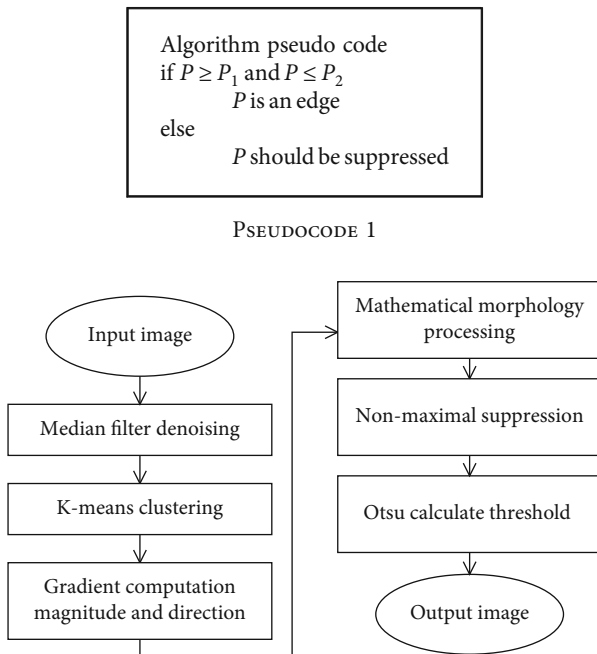 Algorithm pseudo code
if P ≥ P₁ and P ≤ P₂
P is an edge
else
P should be suppressed
PSEUDOCODE 1
Input image
Median filter denoising
K-means clustering
Gradient computation
magnitude and direction
Mathematical morphology
processing
Non-maximal suppression
Otsu calculate threshold
Output image